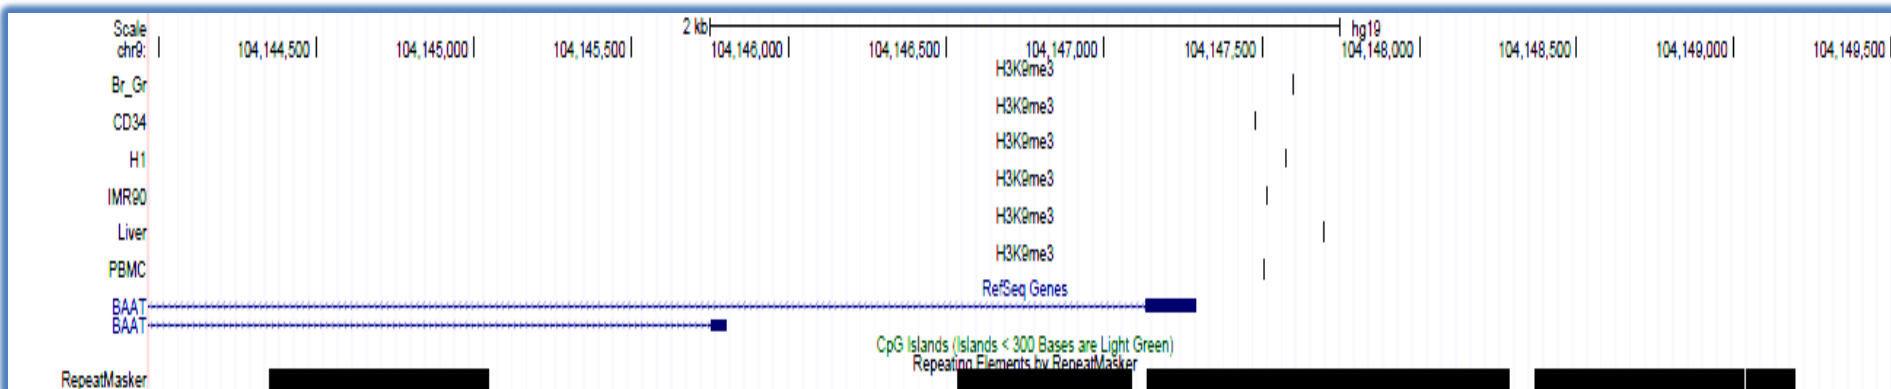 Scale 2 kb hg19
chr9: 104,144,500 104,145,000 104,145,500 104,146,000 104,146,500 104,147,000 104,147,500 104,148,000 104,148,500 104,149,000 104,149,500
H3K9me3
Br_Gr
H3K9me3
CD34
H3K9me3
H1
H3K9me3
IMR90
H3K9me3
Liver
H3K9me3
PBMC
RefSeq Genes
BAAT
BAAT
CpG Islands (Islands < 300 Bases are Light Green)
Repeating Elements by RepeatMasker
RepeatMasker